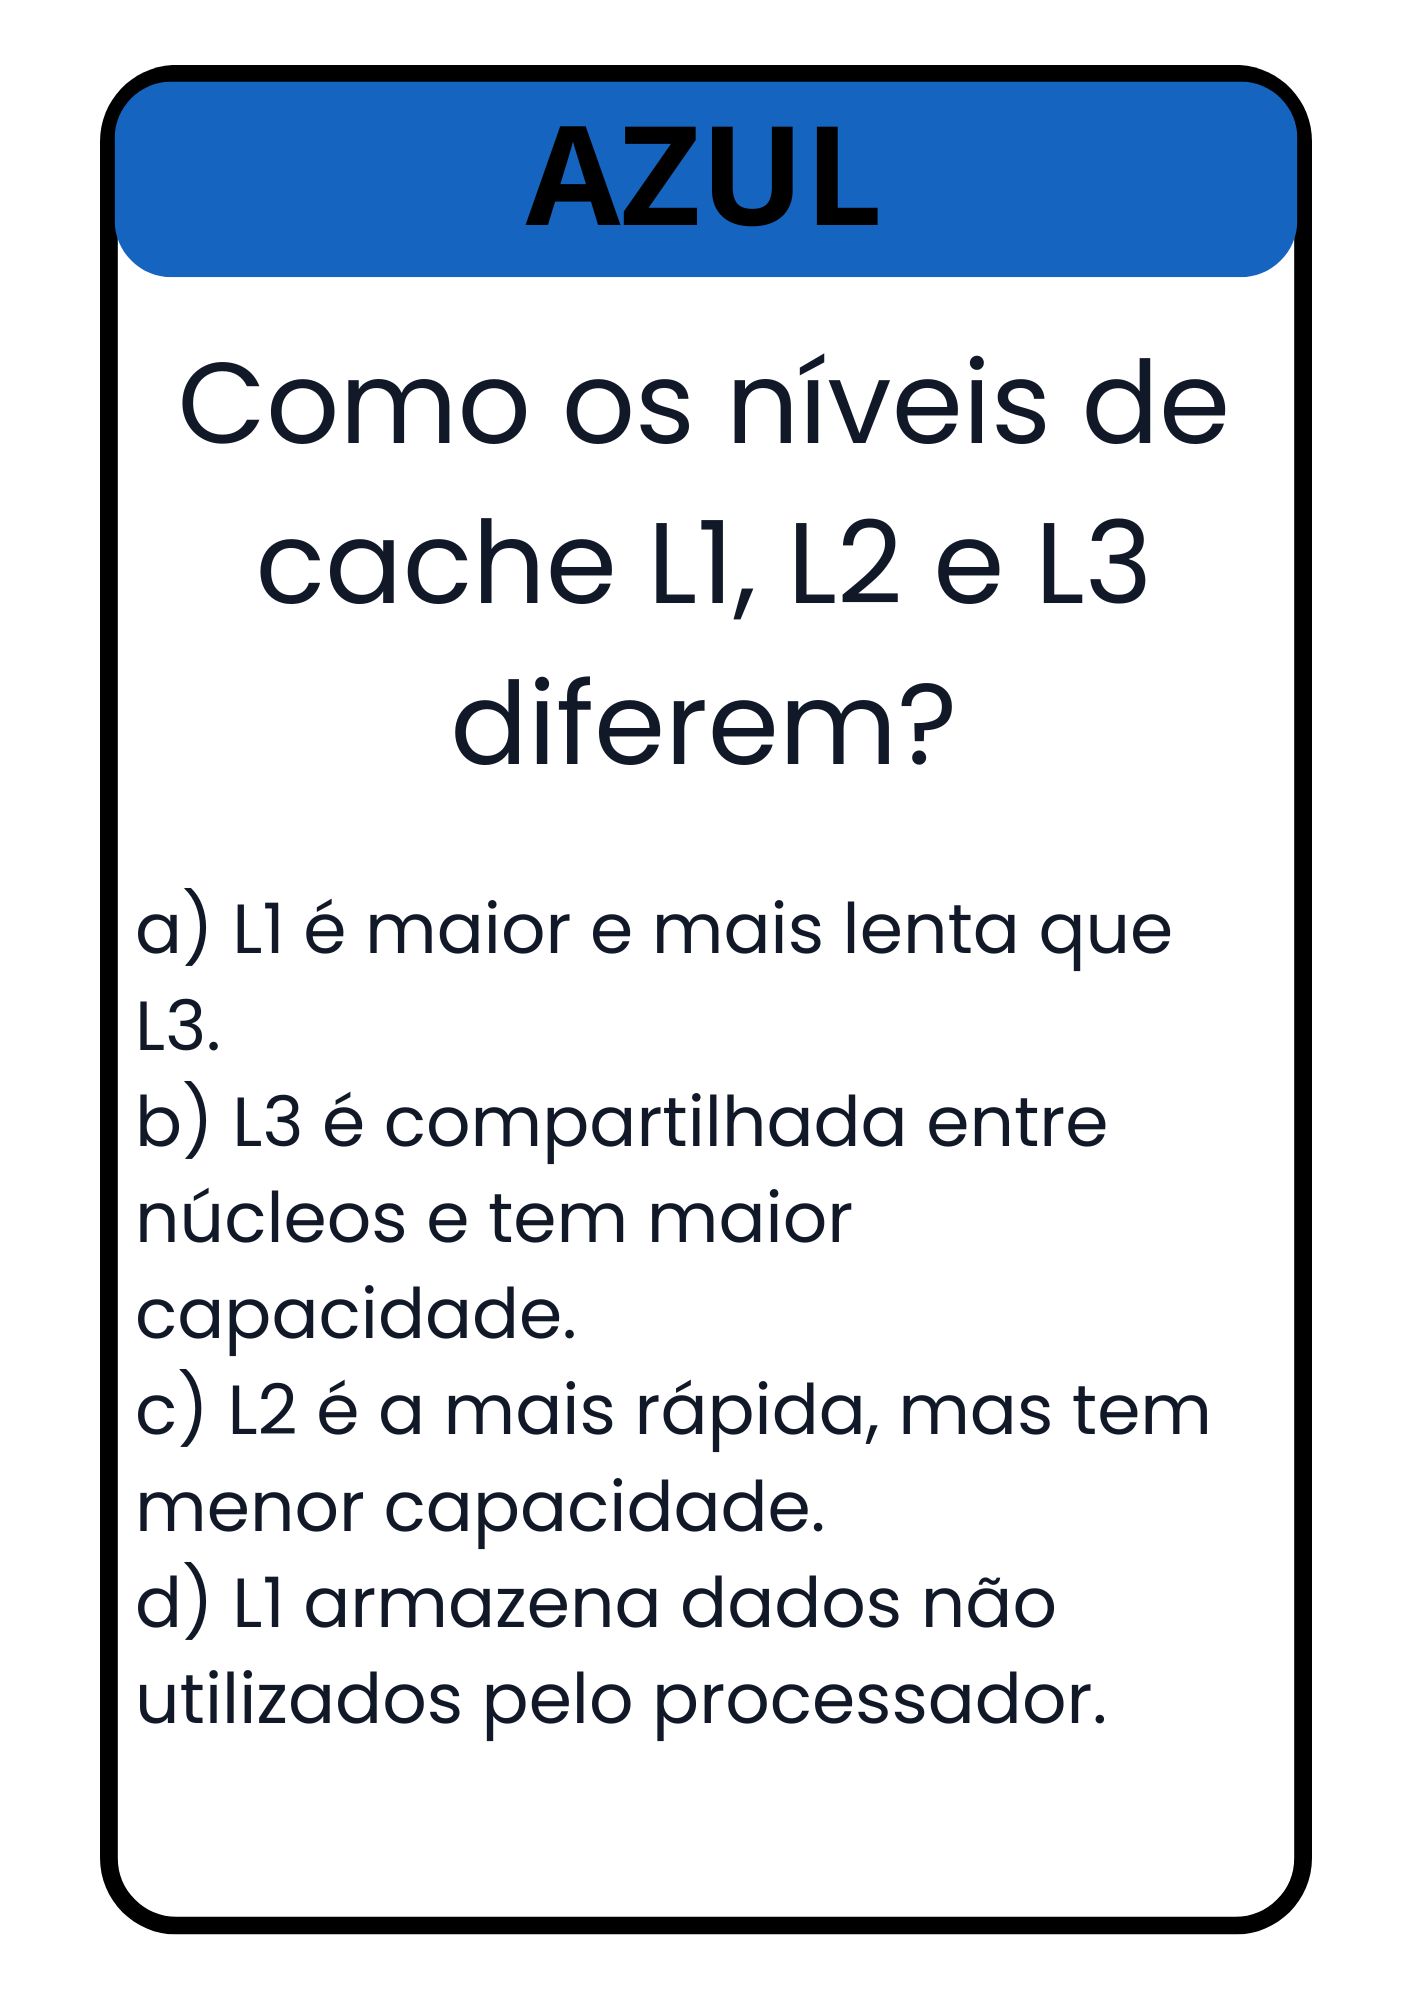 AZUL
Como os níveis de
cache L1, L2 e L3
diferem?
a) L1 é maior e mais lenta que
L3.
b) L3 é compartilhada entre
núcleos e tem maior
capacidade.
c) L2 é a mais rápida, mas tem
menor capacidade.
d) L1 armazena dados não
utilizados pelo processador.